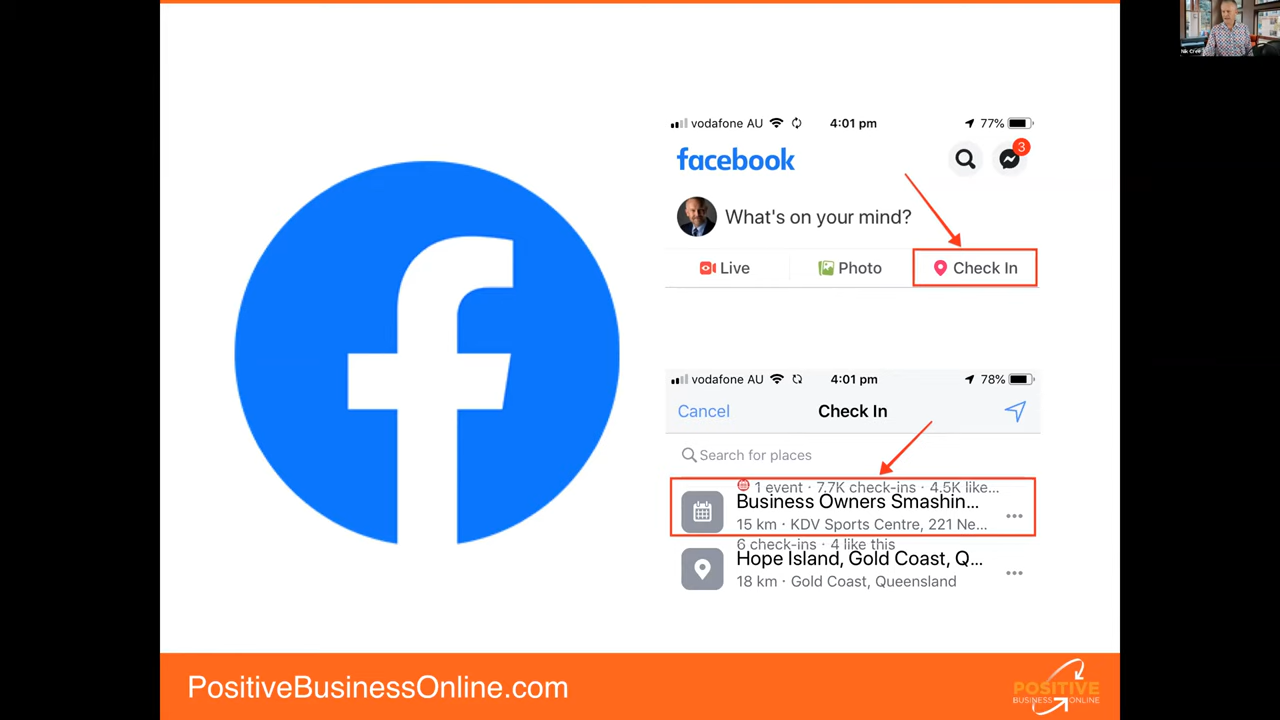 vodafone AU
4:01 pm
77%
facebook
3
What's on your mind?
Live
Photo
Check In
vodafone AU
4:01 pm
78%
Cancel
Check In
Search for places
1 event · 7.7K check-ins · 4.5K like...
Business Owners Smashin...
15 km · KDV Sports Centre, 221 Ne...
6 check-ins · 4 like this
Hope Island, Gold Coast, Q...
18 km · Gold Coast, Queensland
PositiveBusinessOnline.com
POSITIVE
BUSINESS ONLINE